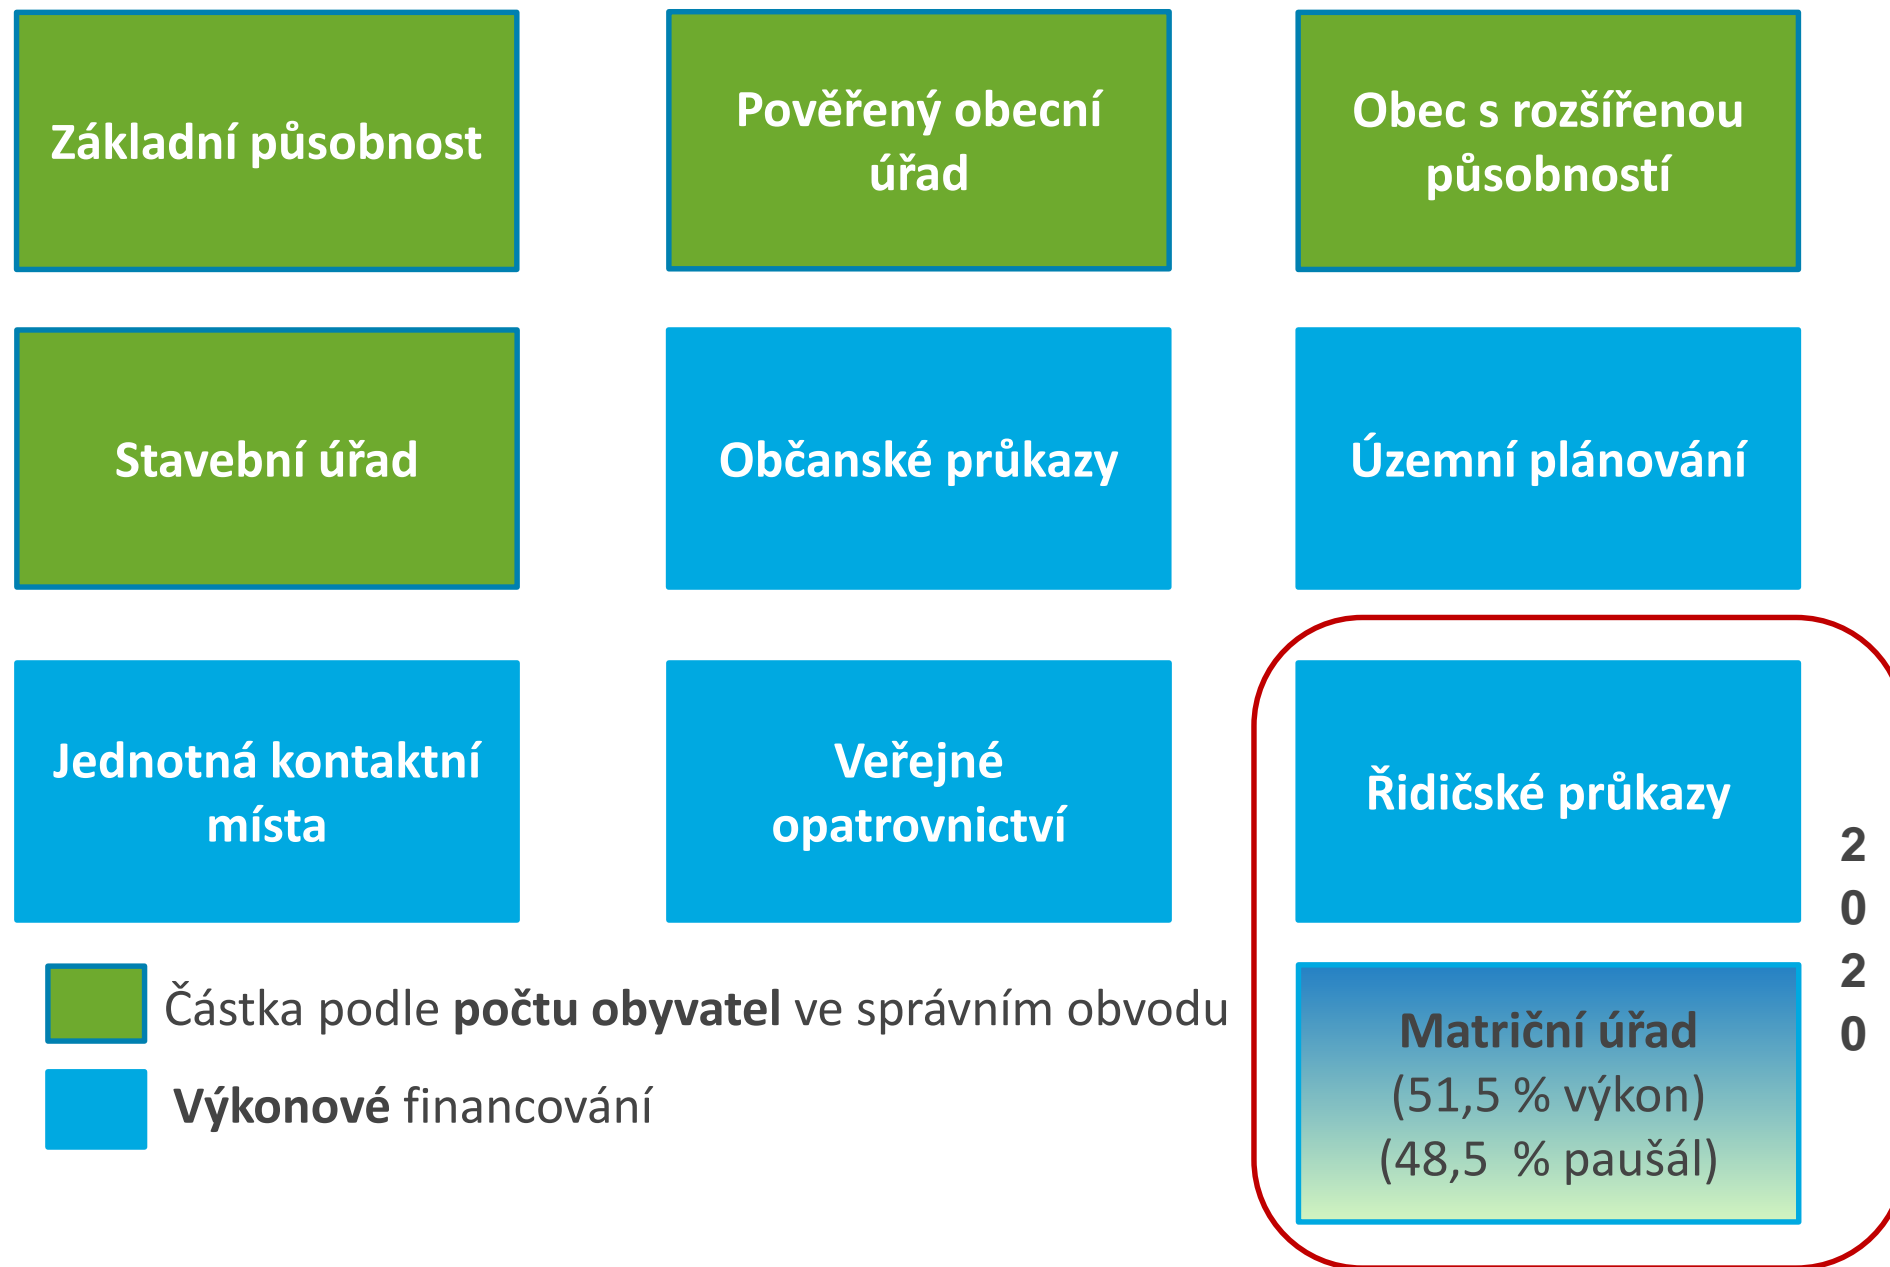 Základní působnost
Pověřený obecní
úřad
Obec s rozšířenou
působností
Stavební úřad
Občanské průkazy
Územní plánování
Jednotná kontaktní
místa
Veřejné
opatrovnictví
Řidičské průkazy
2
0
2
0
Částka podle počtu obyvatel ve správním obvodu
Výkonové financování
Matriční úřad
(51,5 % výkon)
(48,5 % paušál)